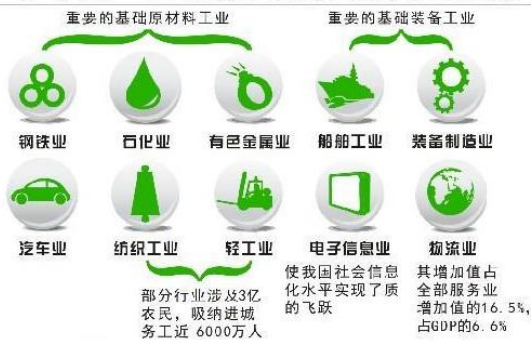 重要的基础原材料工业
重要的基础装备工业
钢铁业
石化业
有色金属业
船舶工业
装备制造业
汽车业
纺织工业
轻工业
电子信息业
物流业
部分行业涉及3亿
农民，吸纳进城
务工近 6000万人
使我国社会信息
化水平实现了质
的飞跃
其增加值占
全部服务业
增加值的16.5%,
占GDP的6.6%